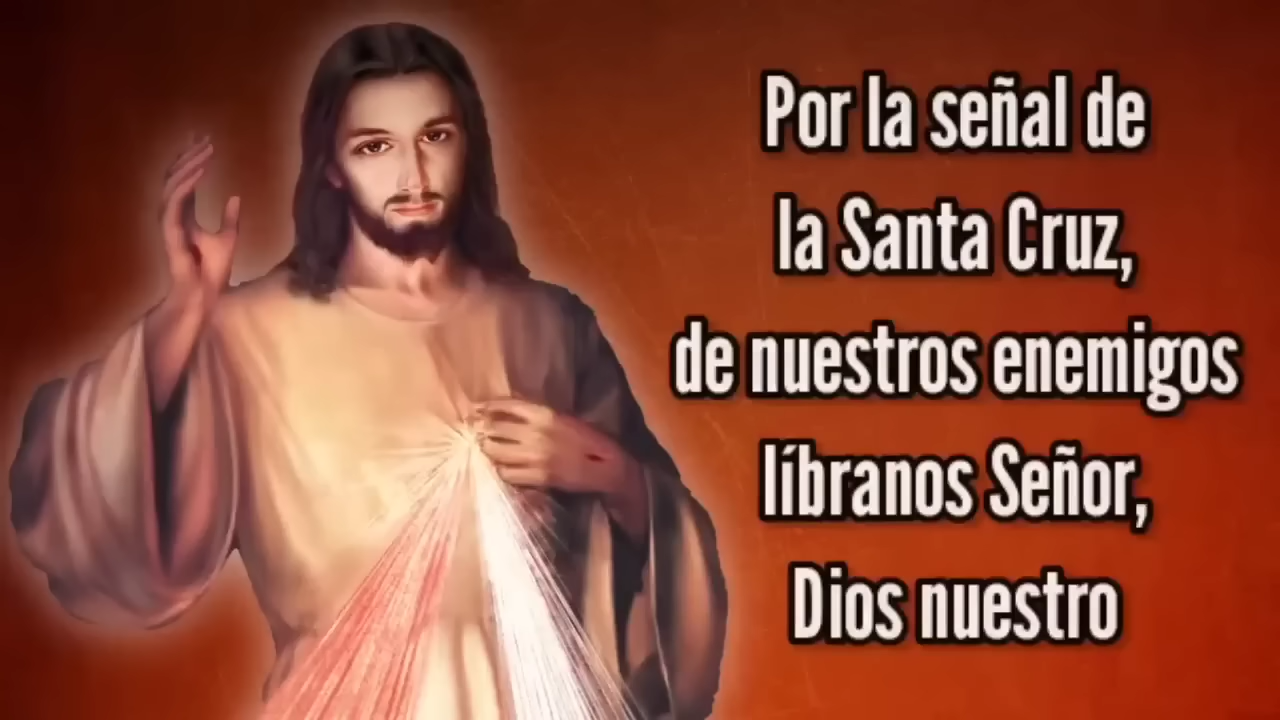 Por la señal de
la Santa Cruz,
de nuestros enemigos
líbranos Señor,
Dios nuestro